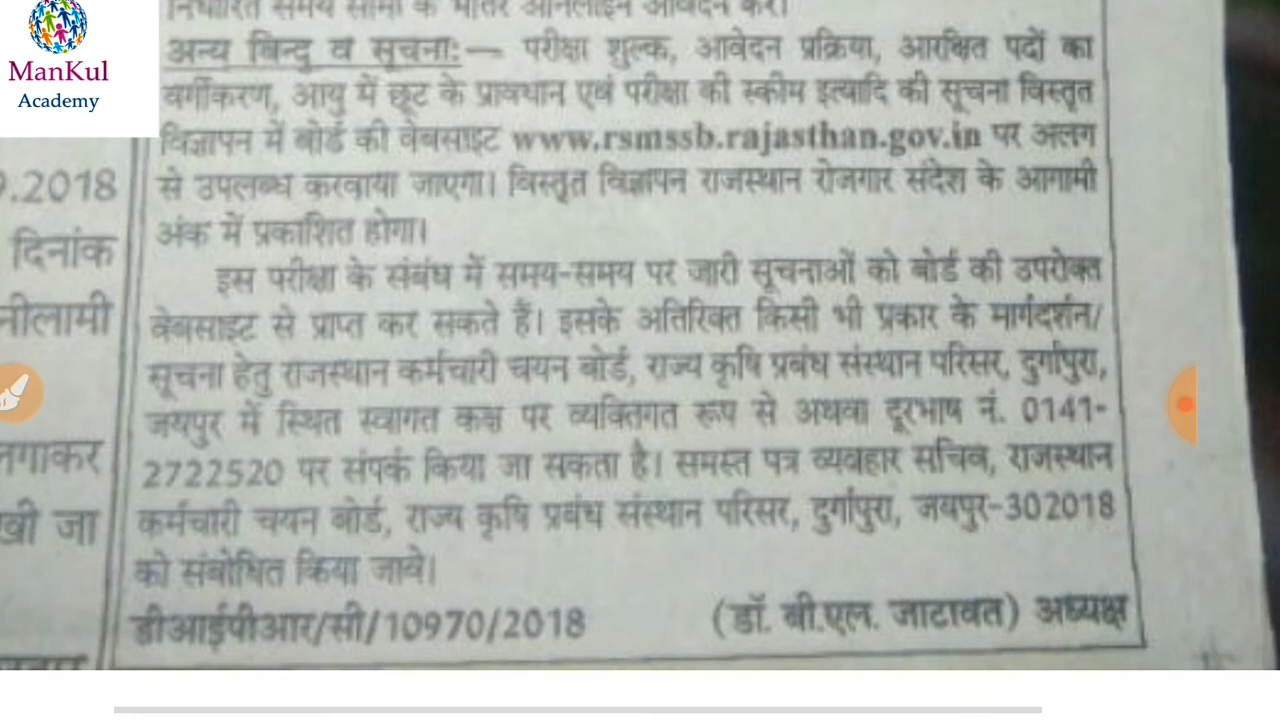 ManKul
Academy
निर्धारित समय सीमा के भीतर ऑनलाइन आवेदन करें।
अन्य बिन्दु व सूचना:— परीक्षा शुल्क, आवेदन प्रक्रिया, आरक्षित पदों का
वर्गीकरण, आयु में छूट के प्रावधान एवं परीक्षा की स्कीम इत्यादि की सूचना विस्तृत
विज्ञापन में बोर्ड की वेबसाइट www.rsmssb.rajasthan.gov.in पर अलग
से उपलब्ध करवाया जाएगा। विस्तृत विज्ञापन राजस्थान रोजगार संदेश के आगामी
अंक में प्रकाशित होगा।
इस परीक्षा के संबंध में समय-समय पर जारी सूचनाओं को बोर्ड की उपरोक्त
वेबसाइट से प्राप्त कर सकते हैं। इसके अतिरिक्त किसी भी प्रकार के मार्गदर्शन/
सूचना हेतु राजस्थान कर्मचारी चयन बोर्ड, राज्य कृषि प्रबंध संस्थान परिसर, दुर्गापुरा,
जयपुर में स्थित स्वागत कक्ष पर व्यक्तिगत रूप से अथवा दूरभाष नं. 0141-
2722520 पर संपर्क किया जा सकता है। समस्त पत्र व्यवहार सचिव, राजस्थान
कर्मचारी चयन बोर्ड, राज्य कृषि प्रबंध संस्थान परिसर, दुर्गापुरा, जयपुर-302018
को संबोधित किया जावे।
डीआईपीआर/सी/10970/2018 (डॉ. बी.एल. जाटावत) अध्यक्ष
.2018
दिनांक
नीलामी
जा